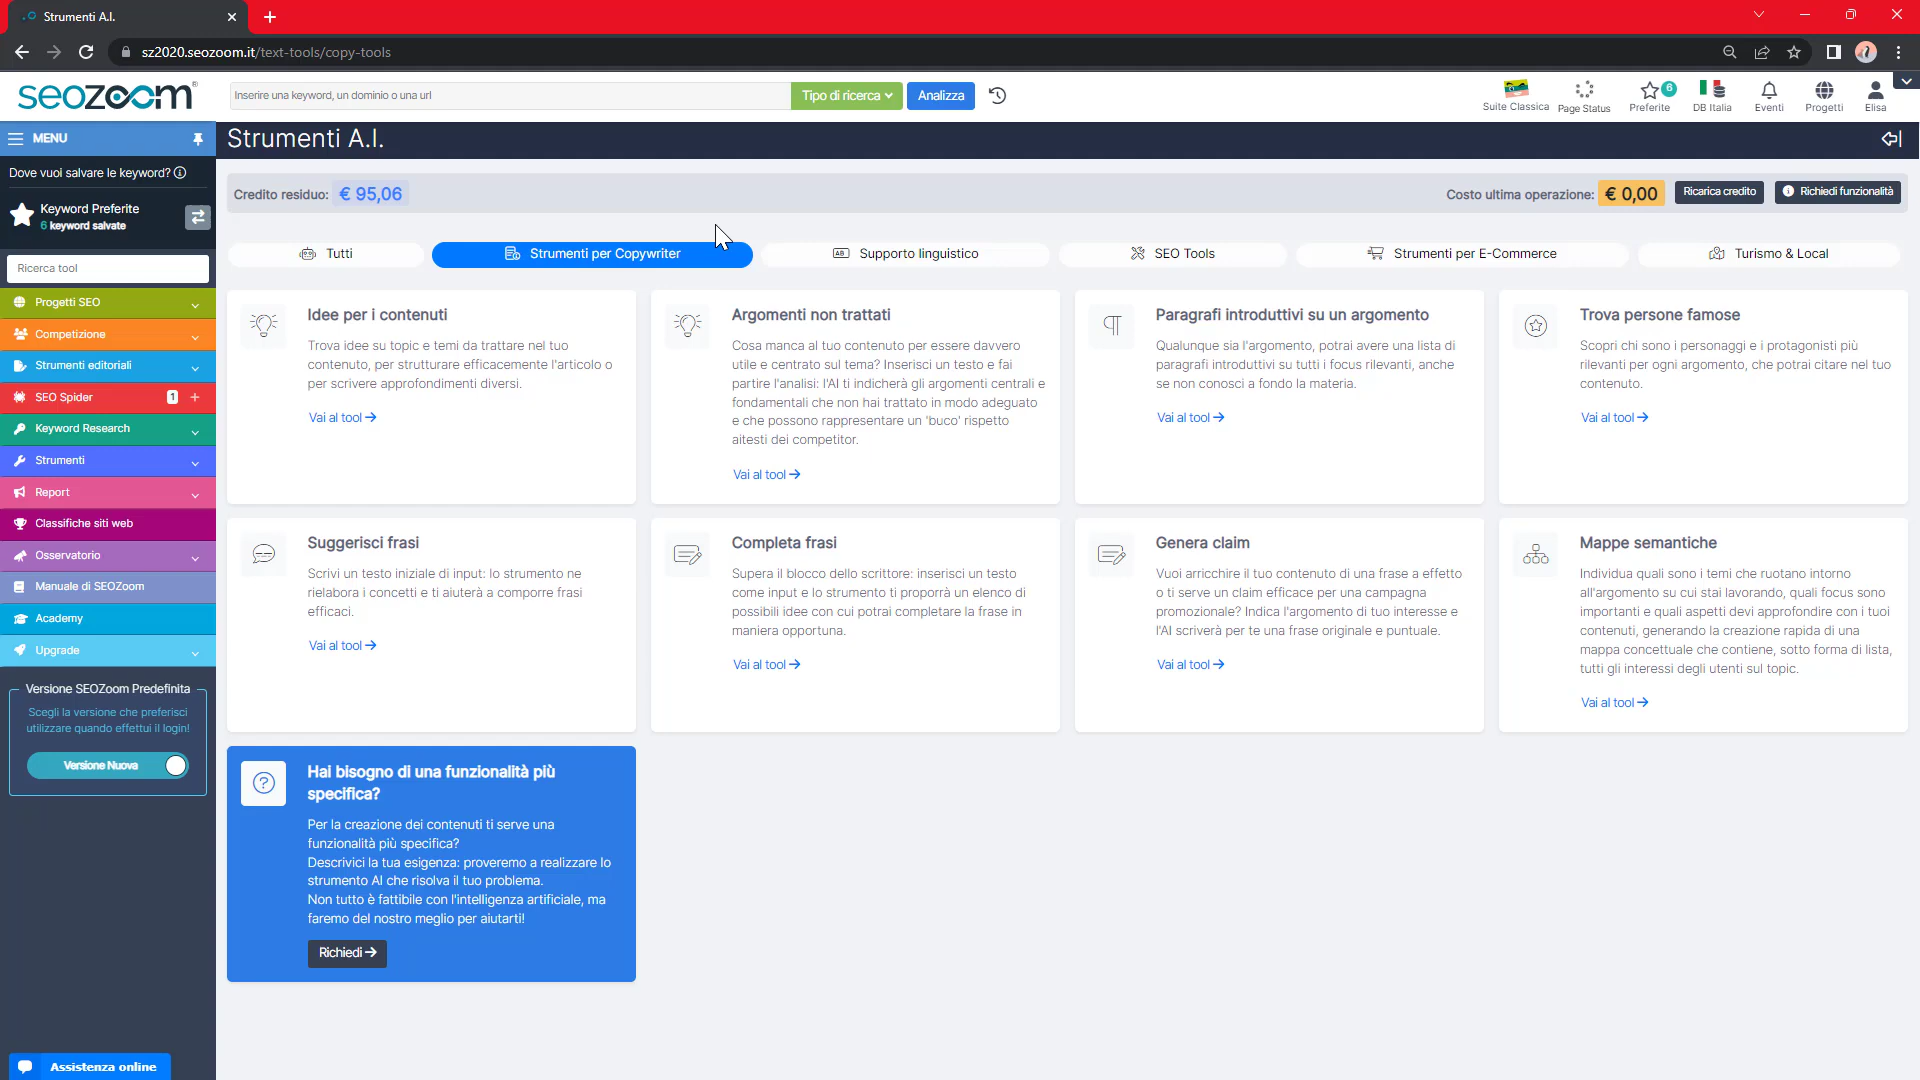 Strumenti A.I.
sz2020.seozoom.it/text-tools/copy-tools
seozoom
Inserire una keyword, un dominio o una url
Tipo di ricerca
Analizza
Suite Classica
Page Status
6
Preferite
DB Italia
Eventi
Progetti
Elisa
MENU
Strumenti A.I.
Dove vuoi salvare le keyword?
Keyword Preferite
6 keyword salvate
Ricerca tool
Progetti SEO
Competizione
Strumenti editoriali
SEO Spider 1 +
Keyword Research
Strumenti
Report
Classifiche siti web
Osservatorio
Manuale di SEOZoom
Academy
Upgrade
Versione SEOZoom Predefinita
Scegli la versione che preferisci
utilizzare quando effettui il login!
Versione Nuova
Assistenza online
Credito residuo: € 95,06
Costo ultima operazione: € 0,00
Ricarica credito
Richiedi funzionalità
Tutti
Strumenti per Copywriter
Supporto linguistico
SEO Tools
Strumenti per E-Commerce
Turismo & Local
Idee per i contenuti
Trova idee su topic e temi da trattare nel tuo
contenuto, per strutturare efficacemente l'articolo o
per scrivere approfondimenti diversi.
Vai al tool
Argomenti non trattati
Cosa manca al tuo contenuto per essere davvero
utile e centrato sul tema? Inserisci un testo e fai
partire l'analisi: l'AI ti indicherà gli argomenti centrali e
fondamentali che non hai trattato in modo adeguato
e che possono rappresentare un 'buco' rispetto
aitesti dei competitor.
Vai al tool
Paragrafi introduttivi su un argomento
Qualunque sia l'argomento, potrai avere una lista di
paragrafi introduttivi su tutti i focus rilevanti, anche
se non conosci a fondo la materia.
Vai al tool
Trova persone famose
Scopri chi sono i personaggi e i protagonisti più
rilevanti per ogni argomento, che potrai citare nel tuo
contenuto.
Vai al tool
Suggerisci frasi
Scrivi un testo iniziale di input: lo strumento ne
rielabora i concetti e ti aiuterà a comporre frasi
efficaci.
Vai al tool
Completa frasi
Supera il blocco dello scrittore: inserisci un testo
come input e lo strumento ti proporrà un elenco di
possibili idee con cui potrai completare la frase in
maniera opportuna.
Vai al tool
Genera claim
Vuoi arricchire il tuo contenuto di una frase a effetto
o ti serve un claim efficace per una campagna
promozionale? Indica l'argomento di tuo interesse e
l'AI scriverà per te una frase originale e puntuale.
Vai al tool
Mappe semantiche
Individua quali sono i temi che ruotano intorno
all'argomento su cui stai lavorando, quali focus sono
importanti e quali aspetti devi approfondire con i tuoi
contenuti, generando la creazione rapida di una
mappa concettuale che contiene, sotto forma di lista,
tutti gli interessi degli utenti sul topic.
Vai al tool
Hai bisogno di una funzionalità più
specifica?
Per la creazione dei contenuti ti serve una
funzionalità più specifica?
Descrivici la tua esigenza: proveremo a realizzare lo
strumento AI che risolva il tuo problema.
Non tutto è fattibile con l'intelligenza artificiale, ma
faremo del nostro meglio per aiutarti!
Richiedi